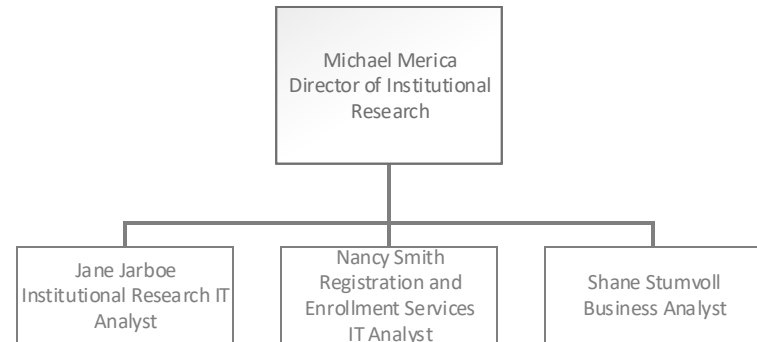 Michael Merica
Director of Institutional
Research
Jane Jarboe
Institutional Research IT
Analyst
Nancy Smith
Registration and
Enrollment Services
IT Analyst
Shane Stumvoll
Business Analyst